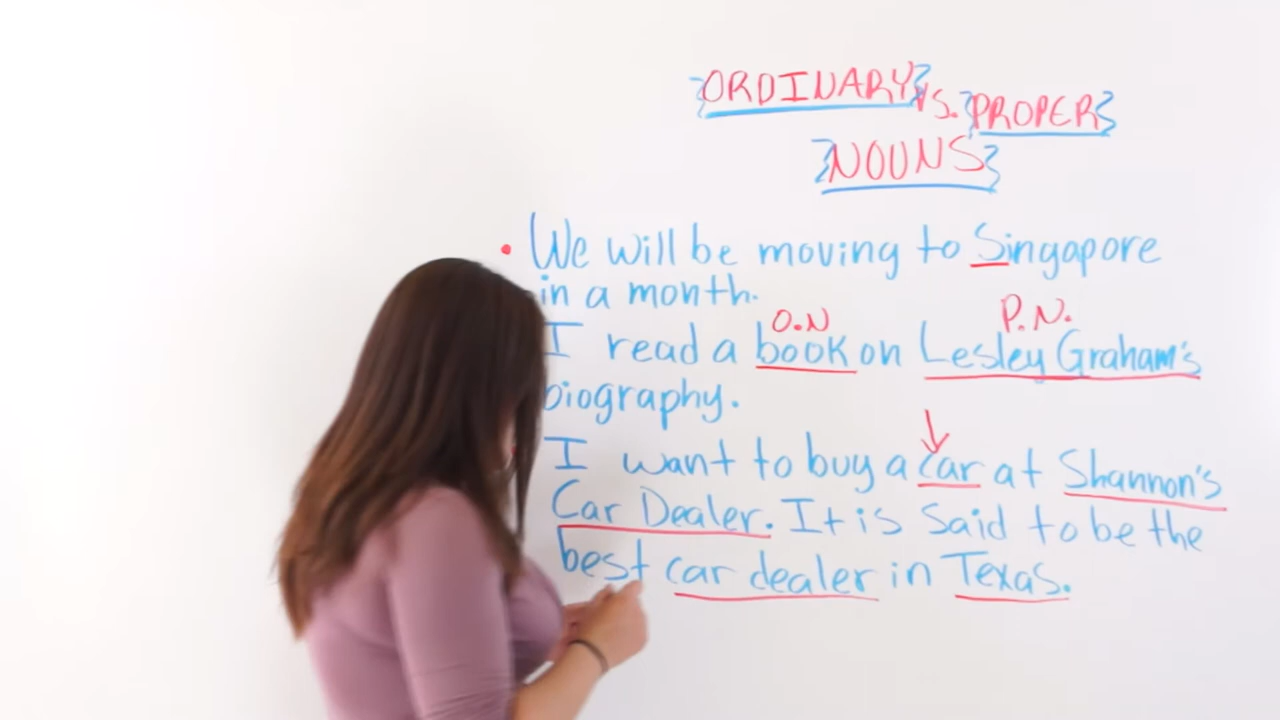 ORDINARY vs. PROPER
NOUNS
• We will be moving to Singapore
in a month.
O.N P.N.
I read a book on Lesley Graham's
biography.
I want to buy a car at Shannon's
Car Dealer. It is said to be the
best car dealer in Texas.